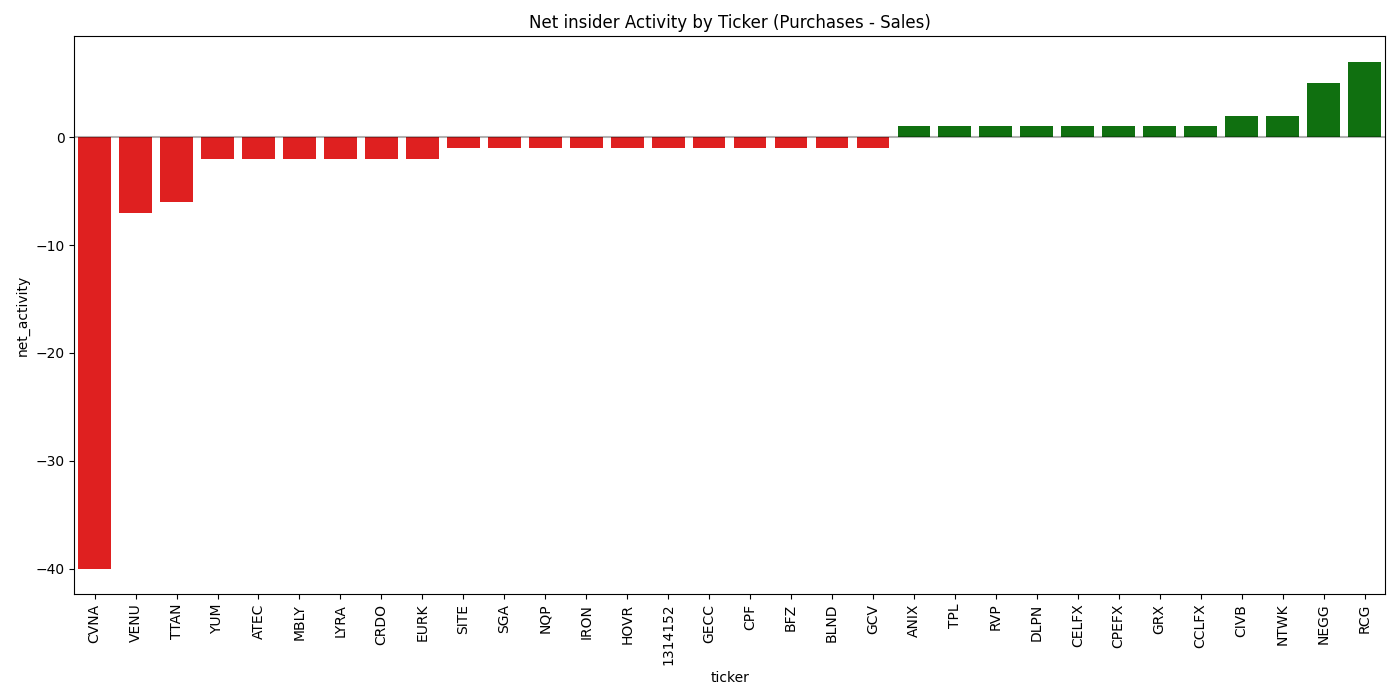 Net insider Activity by Ticker (Purchases - Sales)
net_activity
0
−10
−20
−30
−40
CVNA
VENU
TTAN
YUM
ATEC
MBLY
LYRA
CRDO
EURK
SITE
SGA
NQP
IRON
HOVR
1314152
GECC
CPF
BFZ
BLND
GCV
ANIX
TPL
RVP
DLPN
CELFX
CPEFX
GRX
CCLFX
CIVB
NTWK
NEGG
RCG
ticker